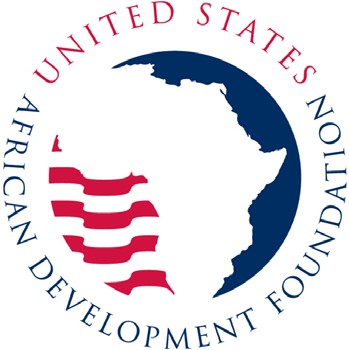 UNITED STATES
AFRICAN DEVELOPMENT FOUNDATION